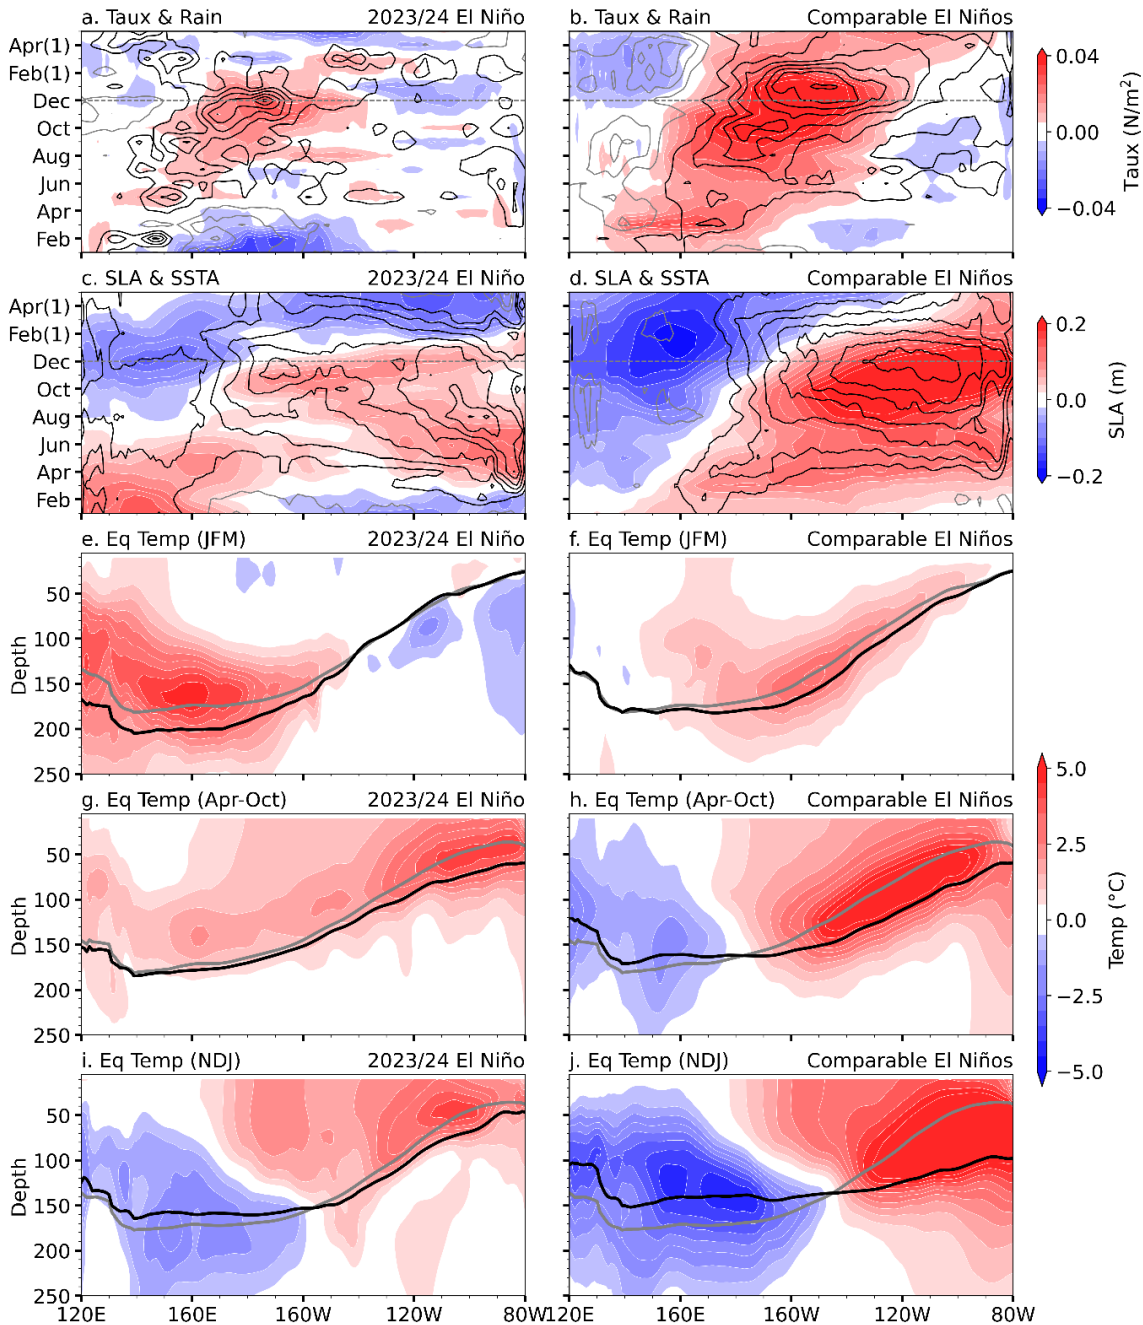 a. Taux & Rain 2023/24 El Niño
b. Taux & Rain Comparable El Niños
Apr(1)
Feb(1)
Dec
Oct
Aug
Jun
Apr
Feb
0.04
0.00
−0.04
Taux (N/m²)
c. SLA & SSTA 2023/24 El Niño
d. SLA & SSTA Comparable El Niños
Apr(1)
Feb(1)
Dec
Oct
Aug
Jun
Apr
Feb
0.2
0.0
−0.2
SLA (m)
e. Eq Temp (JFM) 2023/24 El Niño
f. Eq Temp (JFM) Comparable El Niños
50
100
150
200
250
Depth
g. Eq Temp (Apr-Oct) 2023/24 El Niño
h. Eq Temp (Apr-Oct) Comparable El Niños
50
100
150
200
250
Depth
5.0
2.5
0.0
−2.5
−5.0
Temp (°C)
i. Eq Temp (NDJ) 2023/24 El Niño
j. Eq Temp (NDJ) Comparable El Niños
50
100
150
200
250
Depth
120E 160E 160W 120W 80W
120E 160E 160W 120W 80W